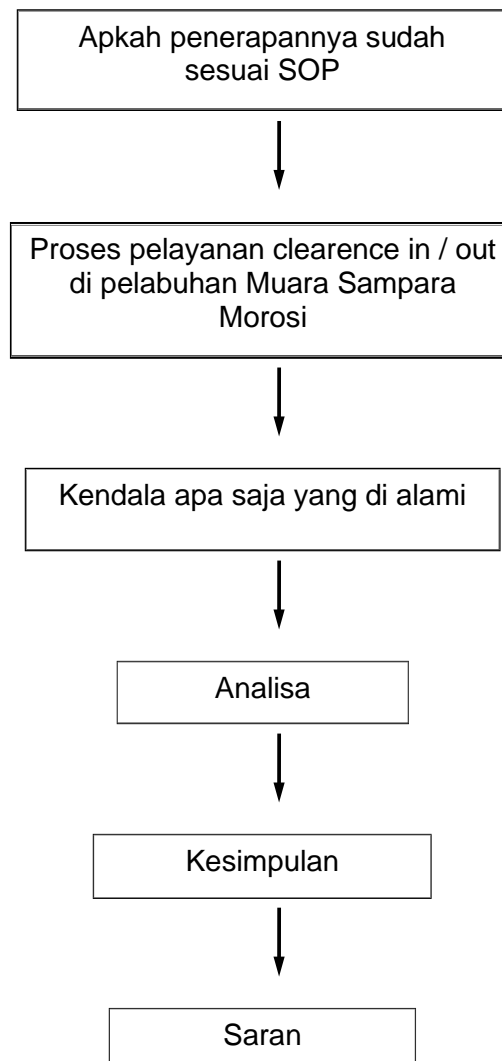 Apkah penerapannya sudah
sesuai SOP
Proses pelayanan clearence in / out
di pelabuhan Muara Sampara
Morosi
Kendala apa saja yang di alami
Analisa
Kesimpulan
Saran